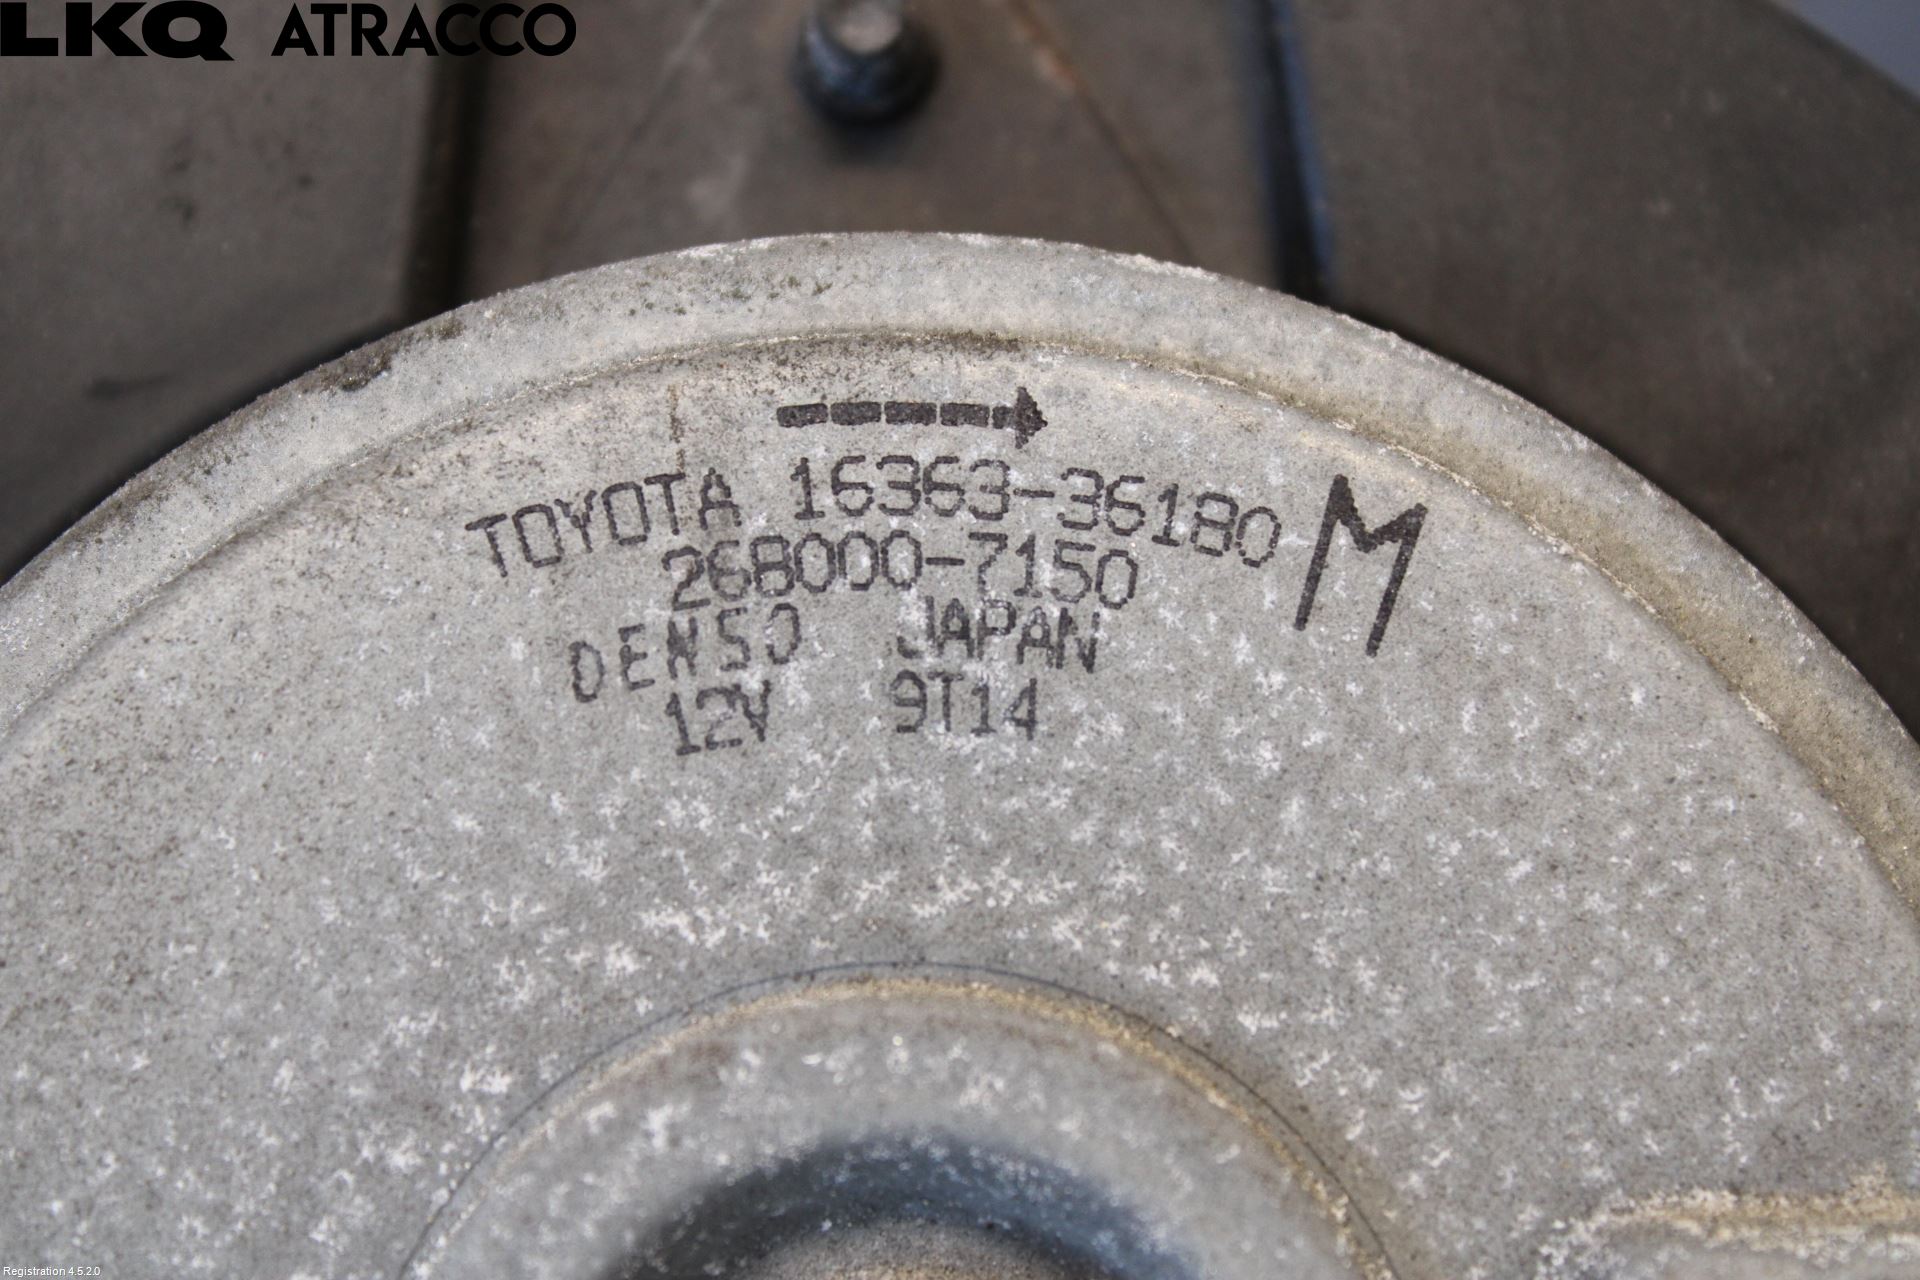 LKQ ATRACCO
TOYOTA 16363-36180 M
268000-7150
DENSO JAPAN
12V 9T14
Registration 4.5.2.0